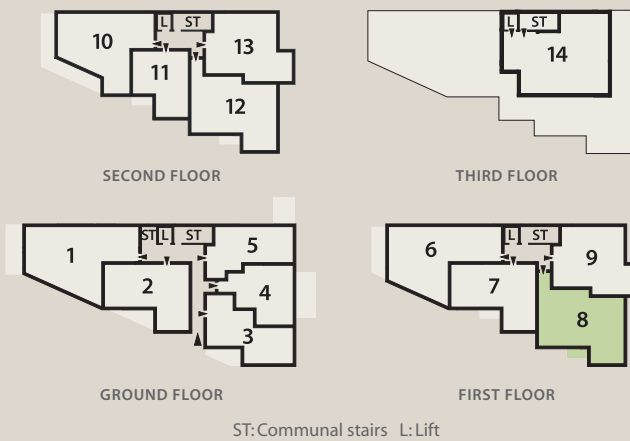 L ST
10
13
11
12
SECOND FLOOR
L ST
14
THIRD FLOOR
ST L ST
1
5
2
4
3
GROUND FLOOR
L ST
6
9
7
8
FIRST FLOOR
ST: Communal stairs L: Lift